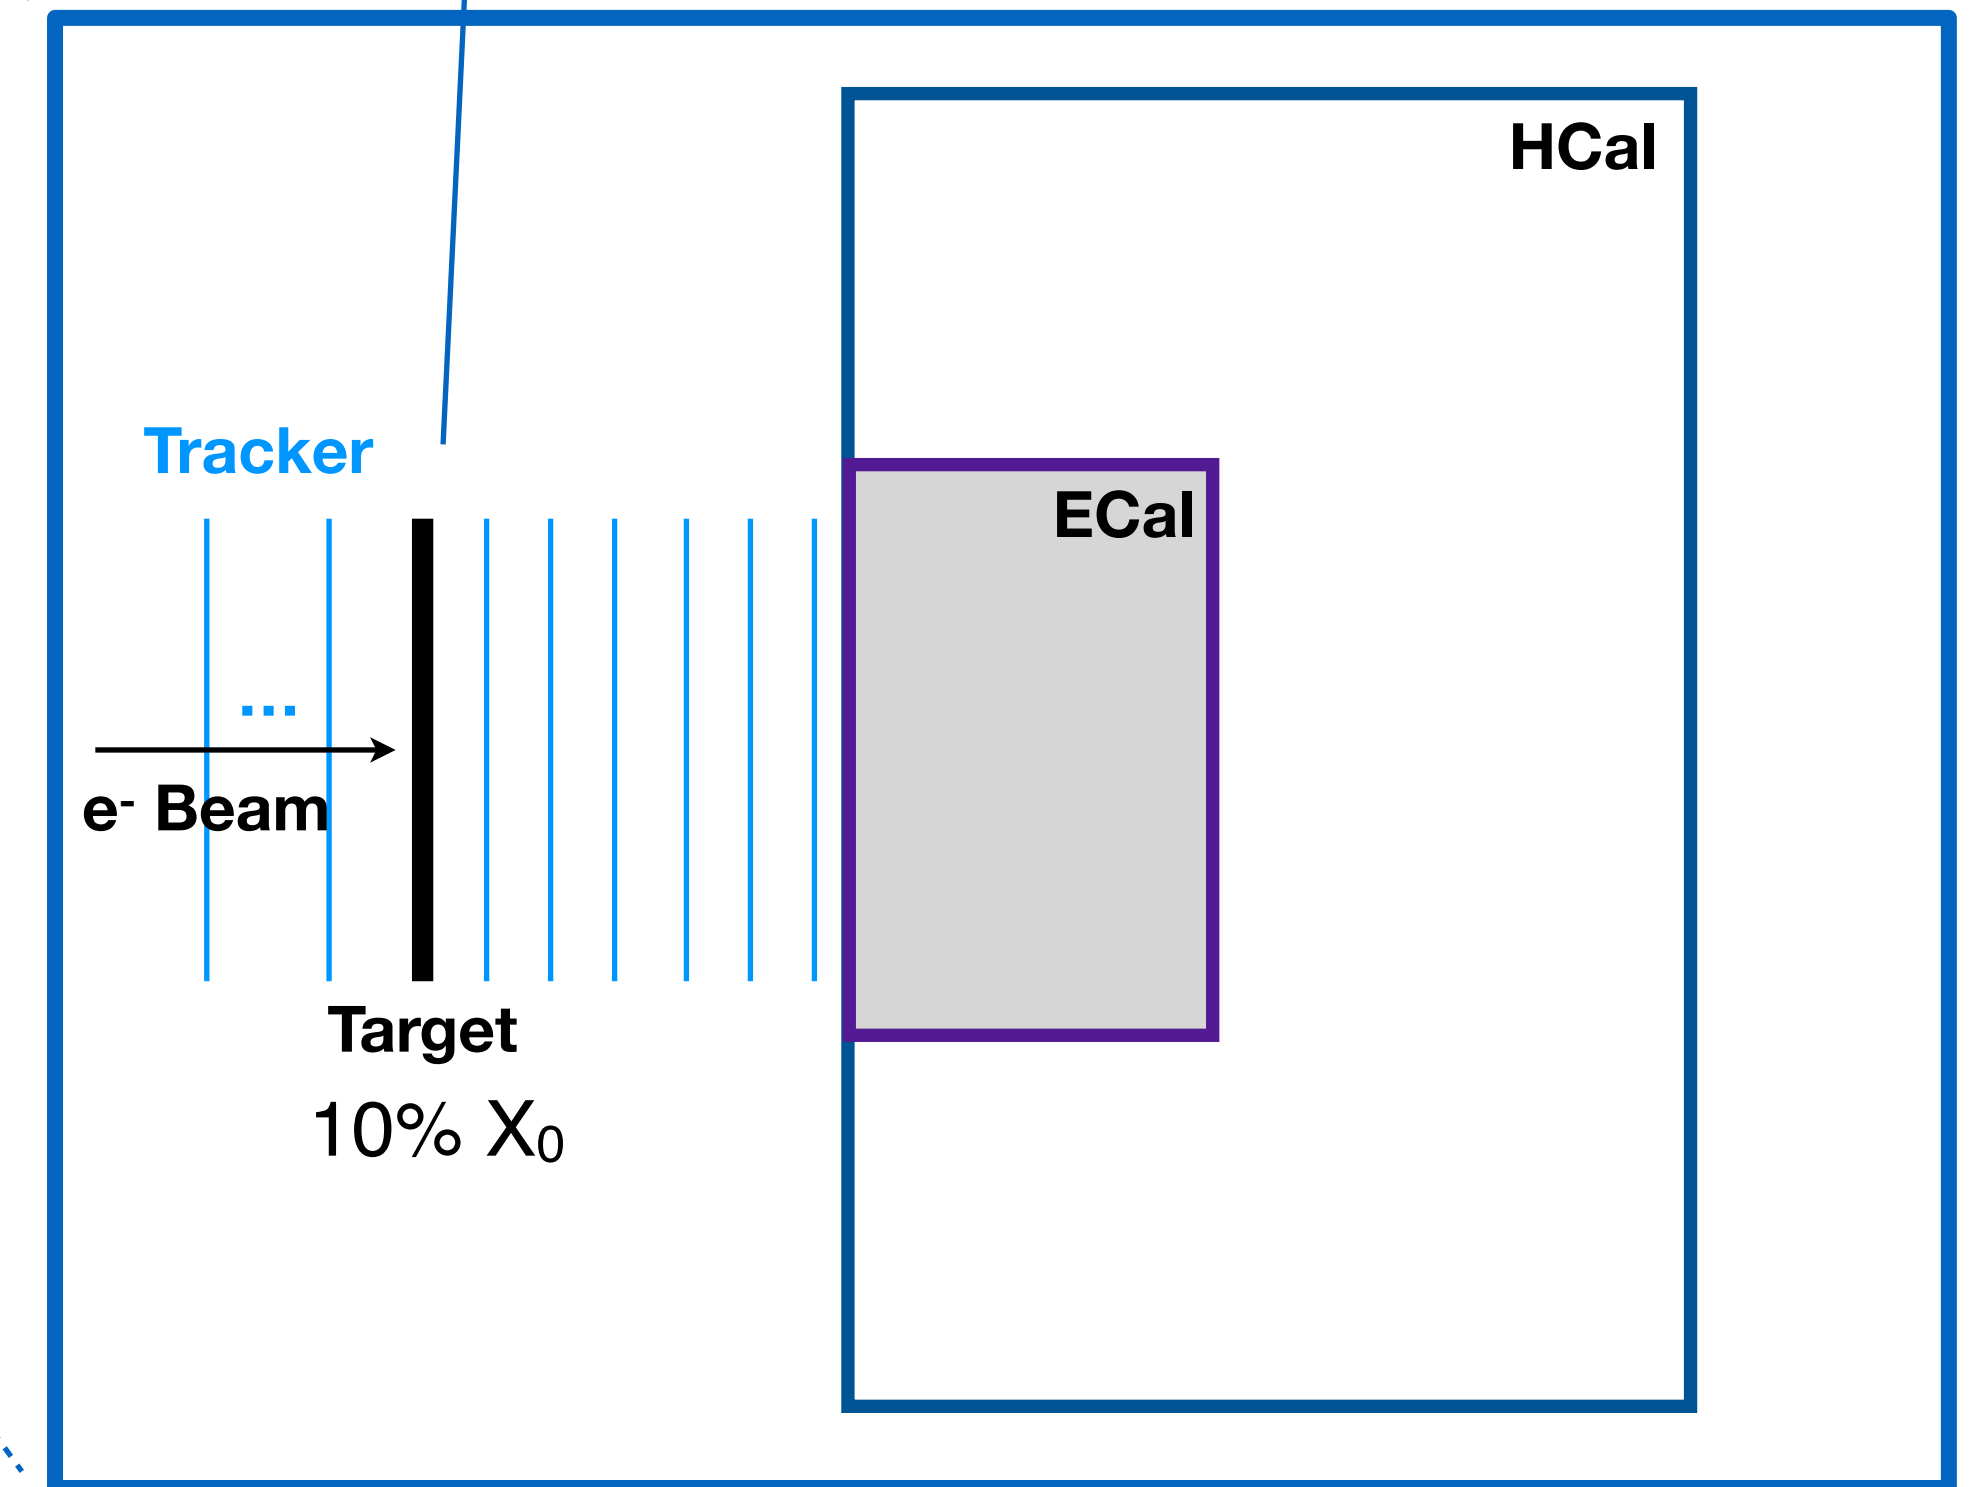 HCal
Tracker
ECal
...
e- Beam
Target
10% X₀